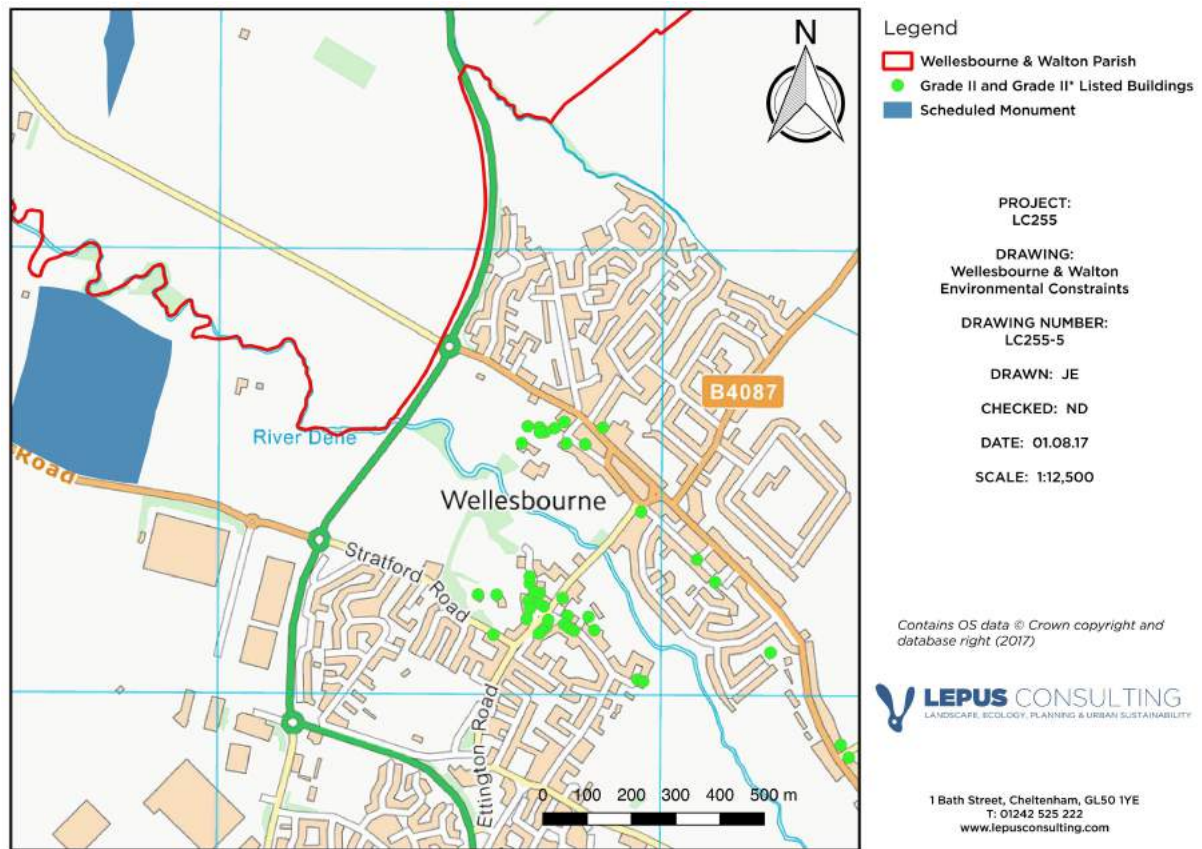 Legend
Wellesbourne & Walton Parish
Grade II and Grade II* Listed Buildings
Scheduled Monument
N
B4087
River Dene
Road
Wellesbourne
Stratford Road
Ettington Road
0 100 200 300 400 500 m
PROJECT:
LC255
DRAWING:
Wellesbourne & Walton
Environmental Constraints
DRAWING NUMBER:
LC255-5
DRAWN: JE
CHECKED: ND
DATE: 01.08.17
SCALE: 1:12,500
Contains OS data © Crown copyright and
database right (2017)
LEPUS CONSULTING
LANDSCAPE, ECOLOGY, PLANNING & URBAN SUSTAINABILITY
1 Bath Street, Cheltenham, GL50 1YE
T: 01242 525 222
www.lepusconsulting.com